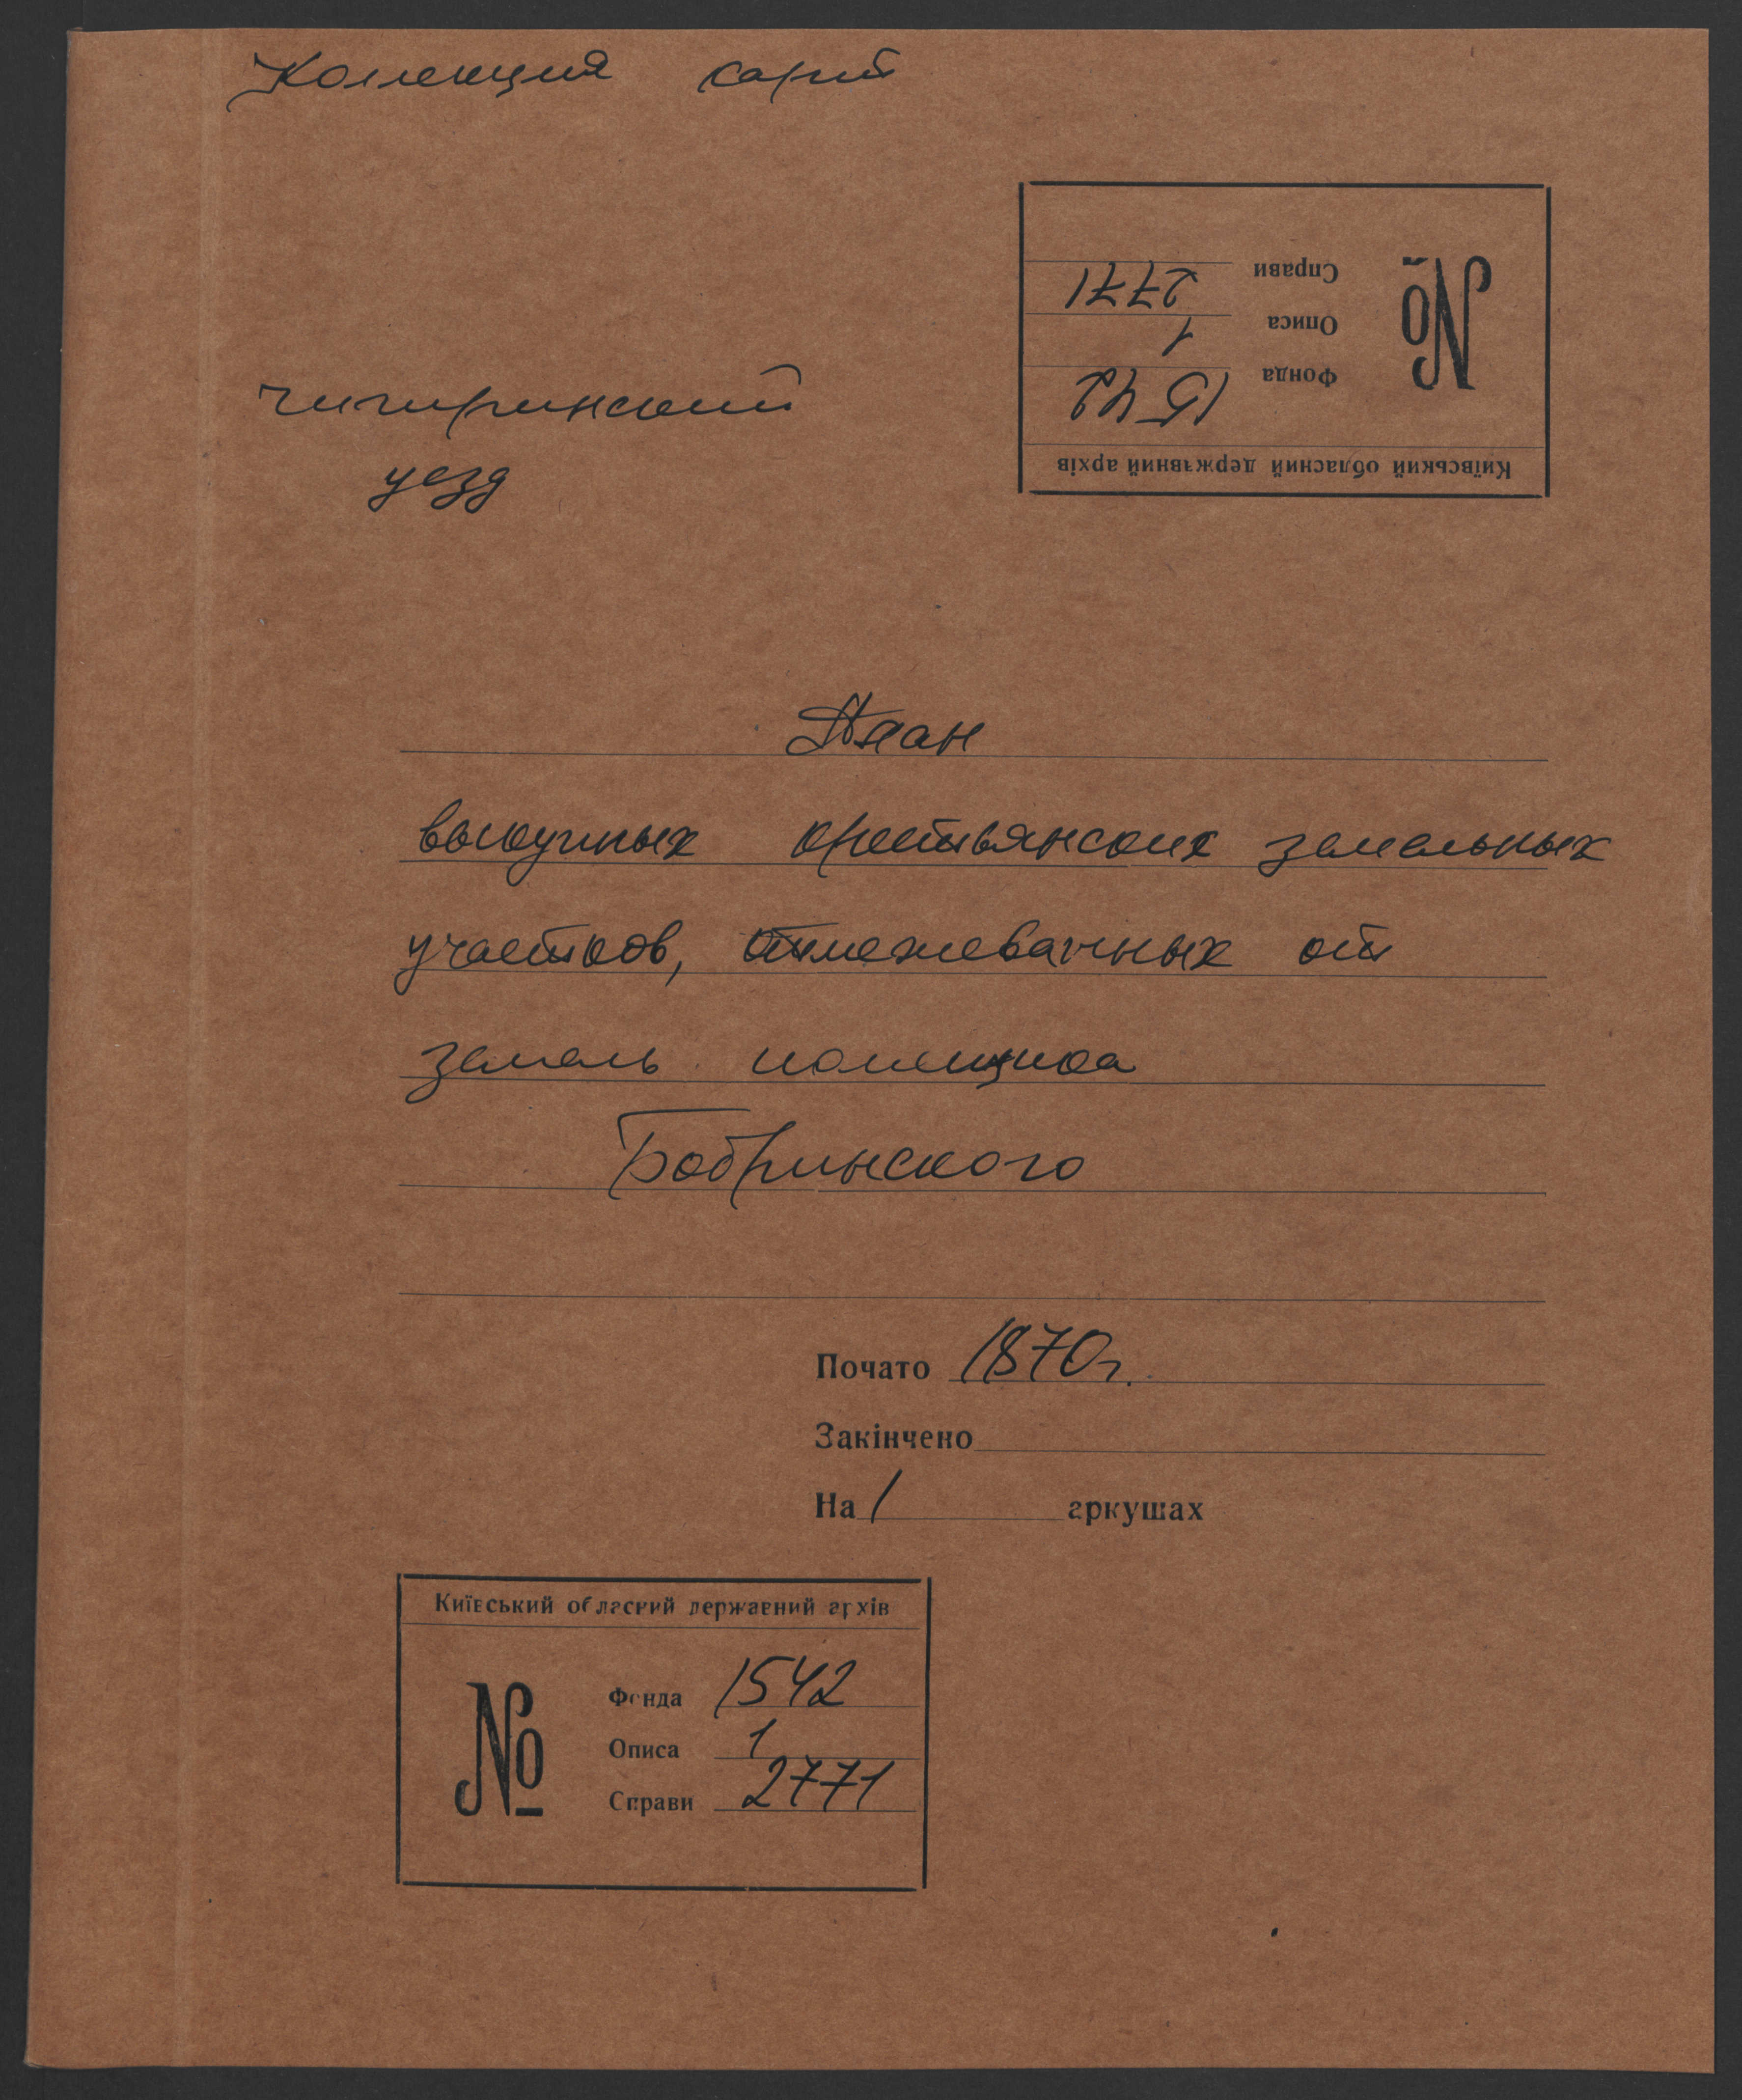 Коллекция карт
№
Справи 2771
Описа 1
Фонда 1542
Київський обласний державний архів
Чигиринский
уезд
План
выкупных крестьянских земельных
участков, отмежеванных от
земель помещика
Бобринского
Почато 1870 г.
Закінчено
На 1 аркушах
Київський обласний державний архів
№
Фонда 1542
Описа 1
Справи 2771